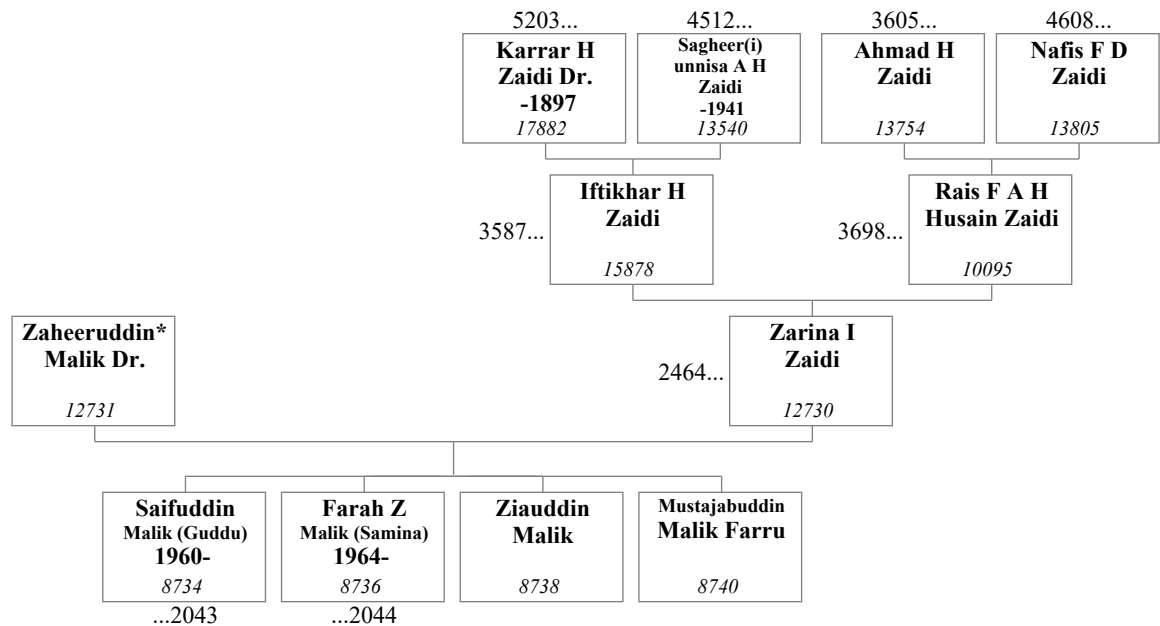 5203...
Karrar H
Zaidi Dr.
-1897
17882
4512...
Sagheer(i)
unnisa A H
Zaidi
-1941
13540
3605...
Ahmad H
Zaidi
13754
4608...
Nafis F D
Zaidi
13805
3587...
Iftikhar H
Zaidi
15878
3698...
Rais F A H
Husain Zaidi
10095
Zaheeruddin*
Malik Dr.
12731
2464...
Zarina I
Zaidi
12730
Saifuddin
Malik (Guddu)
1960-
8734
...2043
Farah Z
Malik (Samina)
1964-
8736
...2044
Ziauddin
Malik
8738
Mustajabuddin
Malik Farru
8740